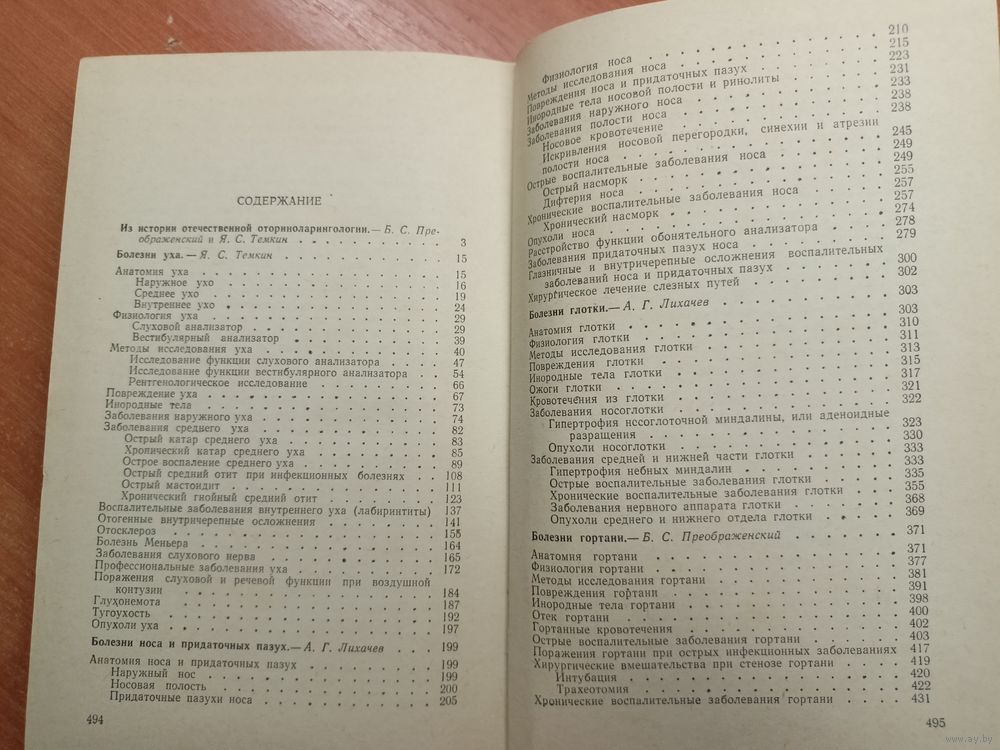 СОДЕРЖАНИЕ
Из истории отечественной оториноларингологии.— Б. С. Пре-
ображенский и Я. С. Темкин . . . 3
Болезни уха.— Я. С. Темкин . . . 15
Анатомия уха . . . 15
Наружное ухо . . . 16
Среднее ухо . . . 19
Внутреннее ухо . . . 24
Физиология уха . . . 29
Слуховой анализатор . . . 29
Вестибулярный анализатор . . . 39
Методы исследования уха . . . 40
Исследование функции слухового анализатора . . . 47
Исследование функции вестибулярного анализатора . . . 54
Рентгенологическое исследование . . . 66
Повреждение уха . . . 67
Инородные тела . . . 73
Заболевания наружного уха . . . 74
Заболевания среднего уха . . . 82
Острый катар среднего уха . . . 83
Хронический катар среднего уха . . . 85
Острое воспаление среднего уха . . . 89
Острый средний отит при инфекционных болезнях . . . 108
Острый мастоидит . . . 111
Хронический гнойный средний отит . . . 123
Воспалительные заболевания внутреннего уха (лабиринтиты) 137
Отогенные внутричерепные осложнения . . . 141
Отосклероз . . . 155
Болезнь Меньера . . . 164
Заболевания слухового нерва . . . 165
Профессиональные заболевания уха . . . 172
Поражения слуховой и речевой функции при воздушной
контузии . . . 184
Глухонемота . . . 187
Тугоухость . . . 192
Опухоли уха . . . 197
Болезни носа и придаточных пазух.— А. Г. Лихачев . . . 199
Анатомия носа и придаточных пазух . . . 199
Наружный нос . . . 199
Носовая полость . . . 200
Придаточные пазухи носа . . . 205
494
Физиология носа . . . 210
Методы исследования носа . . . 215
Повреждения носа и придаточных пазух . . . 223
Инородные тела носовой полости и ринолиты . . . 231
Заболевания наружного носа . . . 233
Заболевания полости носа . . . 238
Носовое кровотечение . . . 238
Искривления носовой перегородки, синехии и атрезии
полости носа . . . 245
Острые воспалительные заболевания носа . . . 249
Острый насморк . . . 249
Дифтерия носа . . . 255
Хронические воспалительные заболевания носа . . . 257
Хронический насморк . . . 257
Опухоли носа . . . 274
Расстройство функции обонятельного анализатора . . . 278
Заболевания придаточных пазух носа . . . 279
Глазничные и внутричерепные осложнения воспалительных
заболеваний носа и придаточных пазух . . . 300
Хирургическое лечение слезных путей . . . 302
Болезни глотки.— А. Г. Лихачев . . . 303
Анатомия глотки . . . 303
Физиология глотки . . . 310
Методы исследования глотки . . . 311
Повреждения глотки . . . 313
Инородные тела глотки . . . 315
Ожоги глотки . . . 317
Кровотечения из глотки . . . 321
Заболевания носоглотки . . . 322
Гипертрофия нссоглоточной миндалины, или аденоидные
разращения . . . 323
Опухоли носоглотки . . . 330
Заболевания средней и нижней части глотки . . . 333
Гипертрофия небных миндалин . . . 333
Острые воспалительные заболевания глотки . . . 335
Хронические воспалительные заболевания глотки . . . 355
Заболевания нервного аппарата глотки . . . 368
Опухоли среднего и нижнего отдела глотки . . . 369
Болезни гортани.— Б. С. Преображенский . . . 371
Анатомия гортани . . . 371
Физиология гортани . . . 377
Методы исследования гортани . . . 381
Повреждения гортани . . . 391
Инородные тела гортани . . . 398
Отек гортани . . . 400
Гортанные кровотечения . . . 402
Острые воспалительные заболевания гортани . . . 403
Поражения гортани при острых инфекционных заболеваниях 417
Хирургические вмешательства при стенозе гортани . . . 419
Интубация . . . 420
Трахеотомия . . . 422
Хронические воспалительные заболевания гортани . . . 431
495
www.ay.by